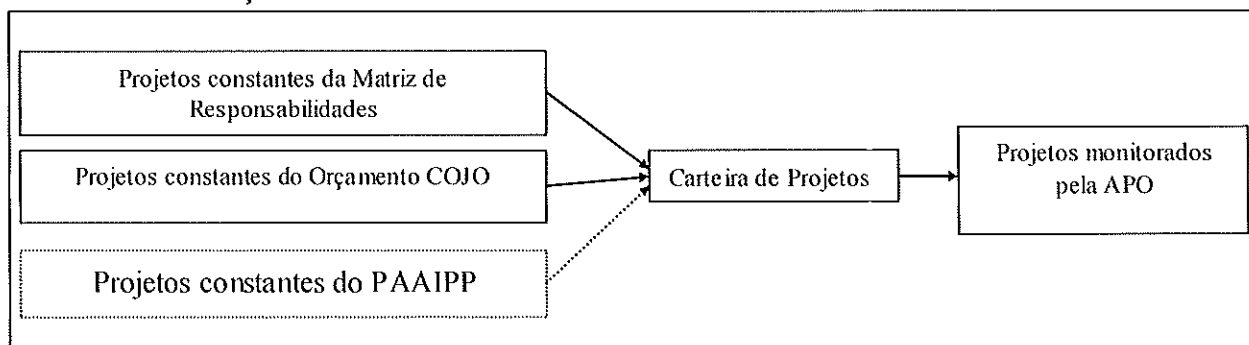 Projetos constantes da Matriz de
Responsabilidades
Projetos constantes do Orçamento COJO
Projetos constantes do PAAIPP
Carteira de Projetos
Projetos monitorados
pela APO